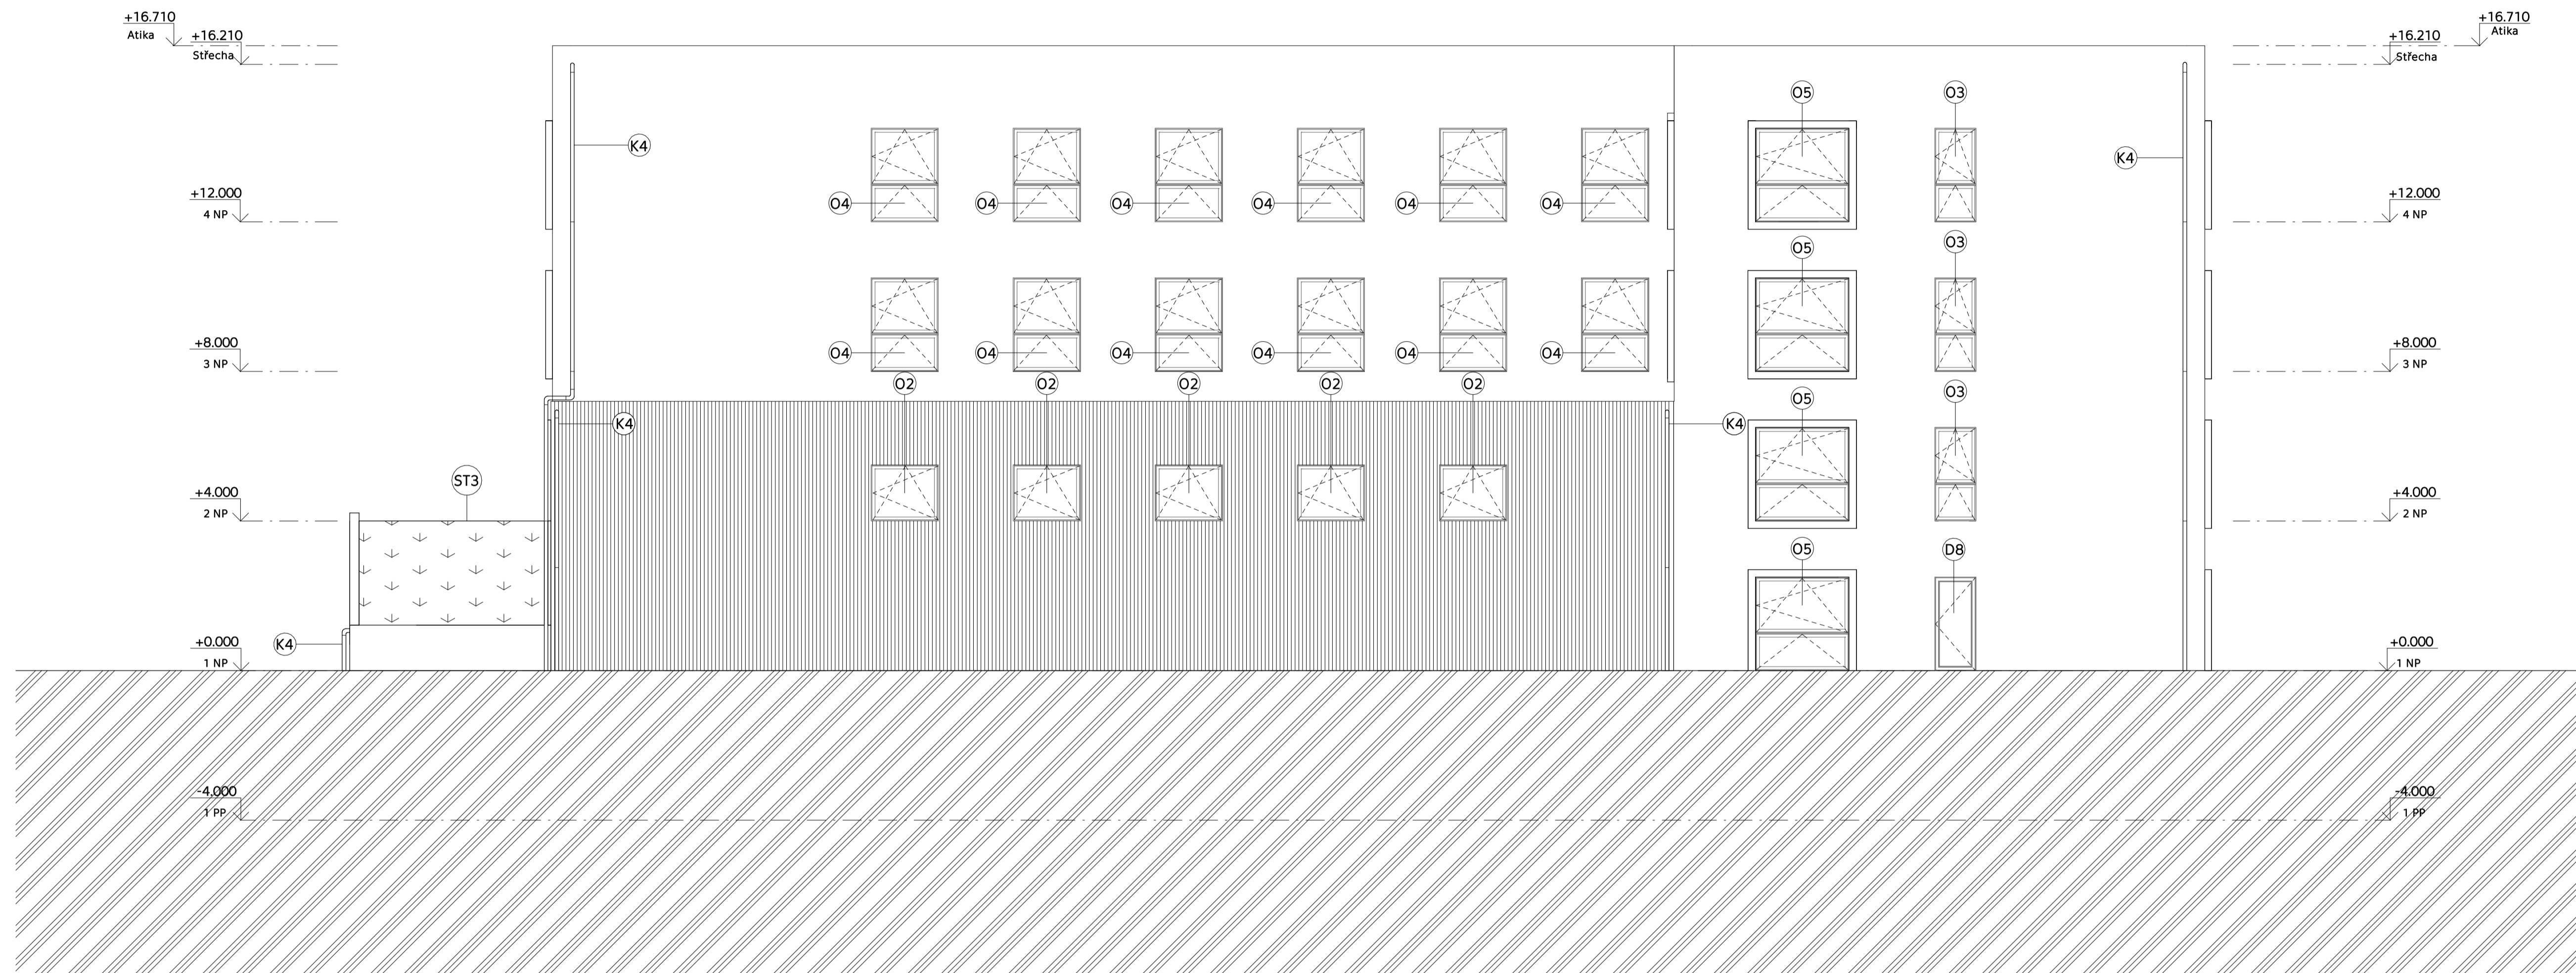 +16.710
Atika
+16.210
Střecha
+16.710
Atika
+16.210
Střecha
O5
O3
K4
K4
+12.000
4 NP
O4
O4
O4
O4
O4
O4
+12.000
4 NP
O5
O3
+8.000
3 NP
O4
O4
O4
O4
O4
O4
+8.000
3 NP
O2
O2
O2
O2
O2
O5
O3
K4
K4
ST3
+4.000
2 NP
+4.000
2 NP
O5
D8
K4
+0.000
1 NP
+0.000
1 NP
-4.000
1 PP
-4.000
1 PP